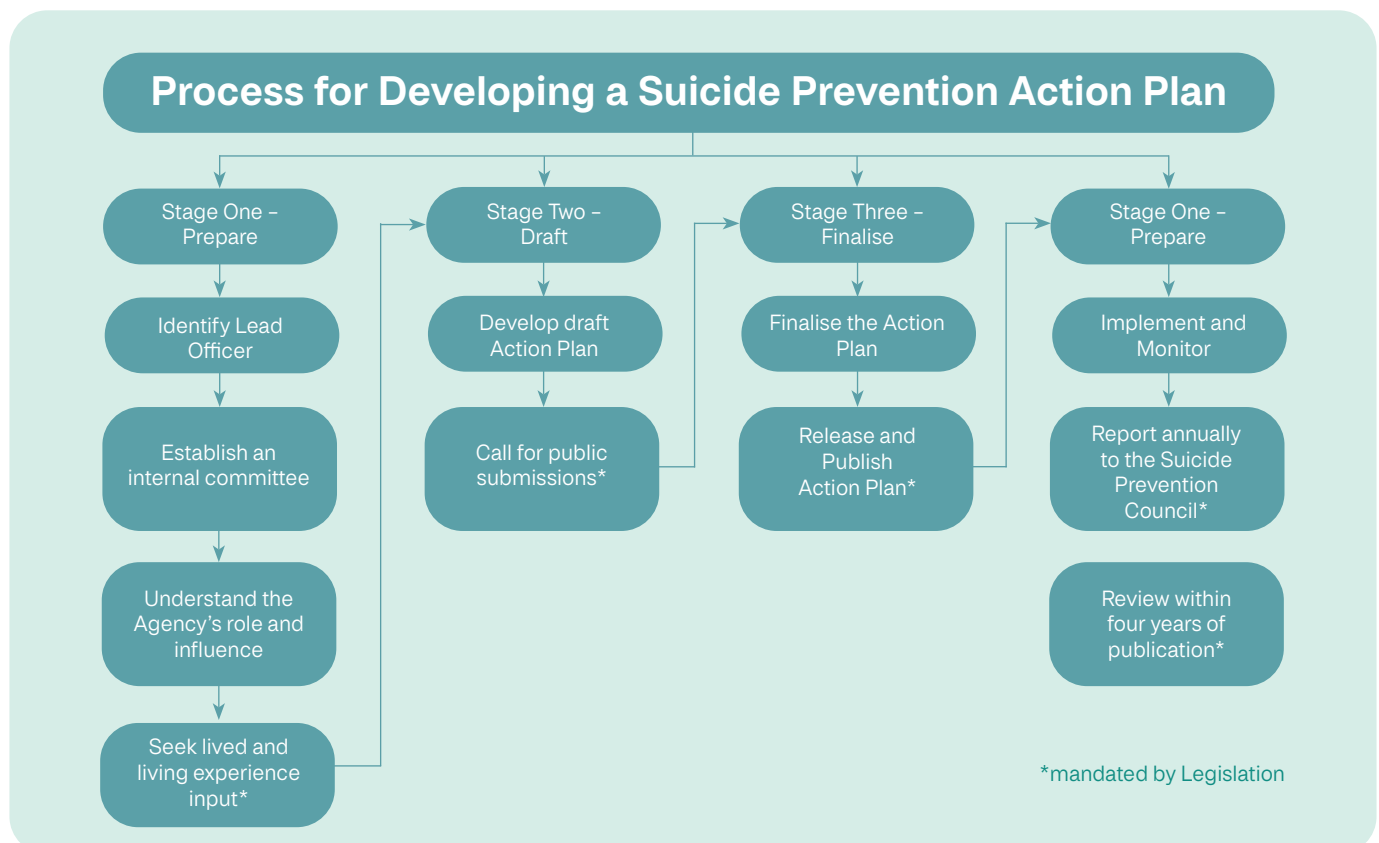 Process for Developing a Suicide Prevention Action Plan
Stage One –
Prepare
Identify Lead
Officer
Establish an
internal committee
Understand the
Agency’s role and
influence
Seek lived and
living experience
input*
Stage Two –
Draft
Develop draft
Action Plan
Call for public
submissions*
Stage Three –
Finalise
Finalise the Action
Plan
Release and
Publish
Action Plan*
Stage One –
Prepare
Implement and
Monitor
Report annually
to the Suicide
Prevention
Council*
Review within
four years of
publication*
*mandated by Legislation